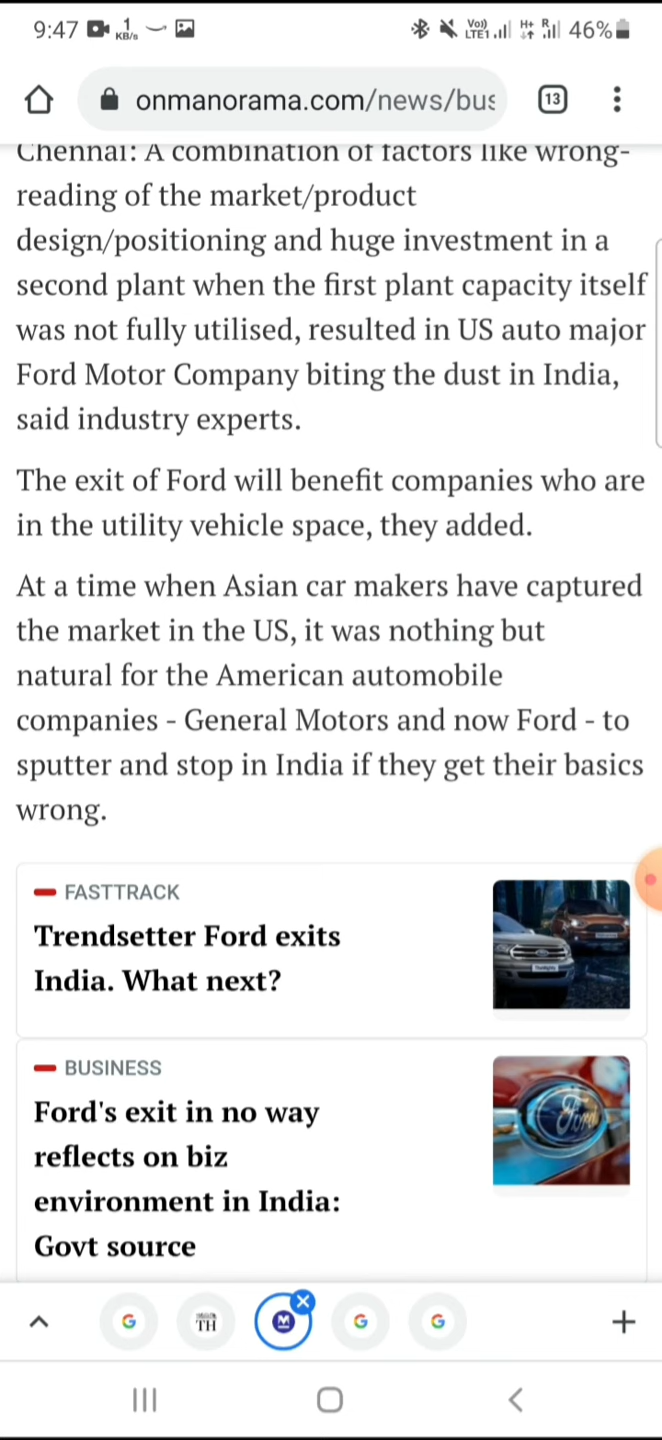 9:47
1
KB/s
Vo))
LTE1
H+
R
46%
onmanorama.com/news/bus
13
Chennai: A combination of factors like wrong-
reading of the market/product
design/positioning and huge investment in a
second plant when the first plant capacity itself
was not fully utilised, resulted in US auto major
Ford Motor Company biting the dust in India,
said industry experts.
The exit of Ford will benefit companies who are
in the utility vehicle space, they added.
At a time when Asian car makers have captured
the market in the US, it was nothing but
natural for the American automobile
companies - General Motors and now Ford - to
sputter and stop in India if they get their basics
wrong.
FASTTRACK
Trendsetter Ford exits
India. What next?
BUSINESS
Ford's exit in no way
reflects on biz
environment in India:
Govt source
Ford
G
TH
M
G
G